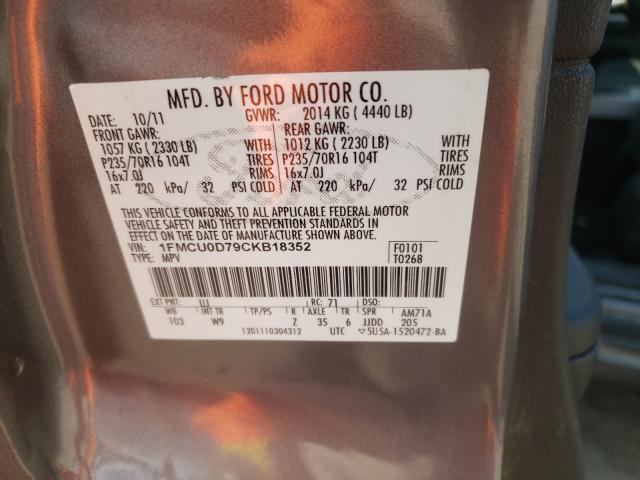 MFD. BY FORD MOTOR CO.
DATE: 10/11 GVWR: 2014 KG ( 4440 LB)
FRONT GAWR: REAR GAWR:
1057 KG ( 2330 LB) WITH 1012 KG ( 2230 LB) WITH
P235/70R16 104T TIRES P235/70R16 104T TIRES
16x7.0J RIMS 16x7.0J RIMS
AT 220 kPa/ 32 PSI COLD AT 220 kPa/ 32 PSI COLD
THIS VEHICLE CONFORMS TO ALL APPLICABLE FEDERAL MOTOR
VEHICLE SAFETY AND THEFT PREVENTION STANDARDS IN
EFFECT ON THE DATE OF MANUFACTURE SHOWN ABOVE.
VIN: 1FMCU0D79CKB18352 F0101
TYPE: MPV T0268
EXT PNT: UJ RC: 71 DSO:
WB INT TR TP/PS R AXLE TR SPR AM71A
103 W9 Z 35 6 JJDD 205
1201110304312 UTC ▽5U5A-1520472-BA